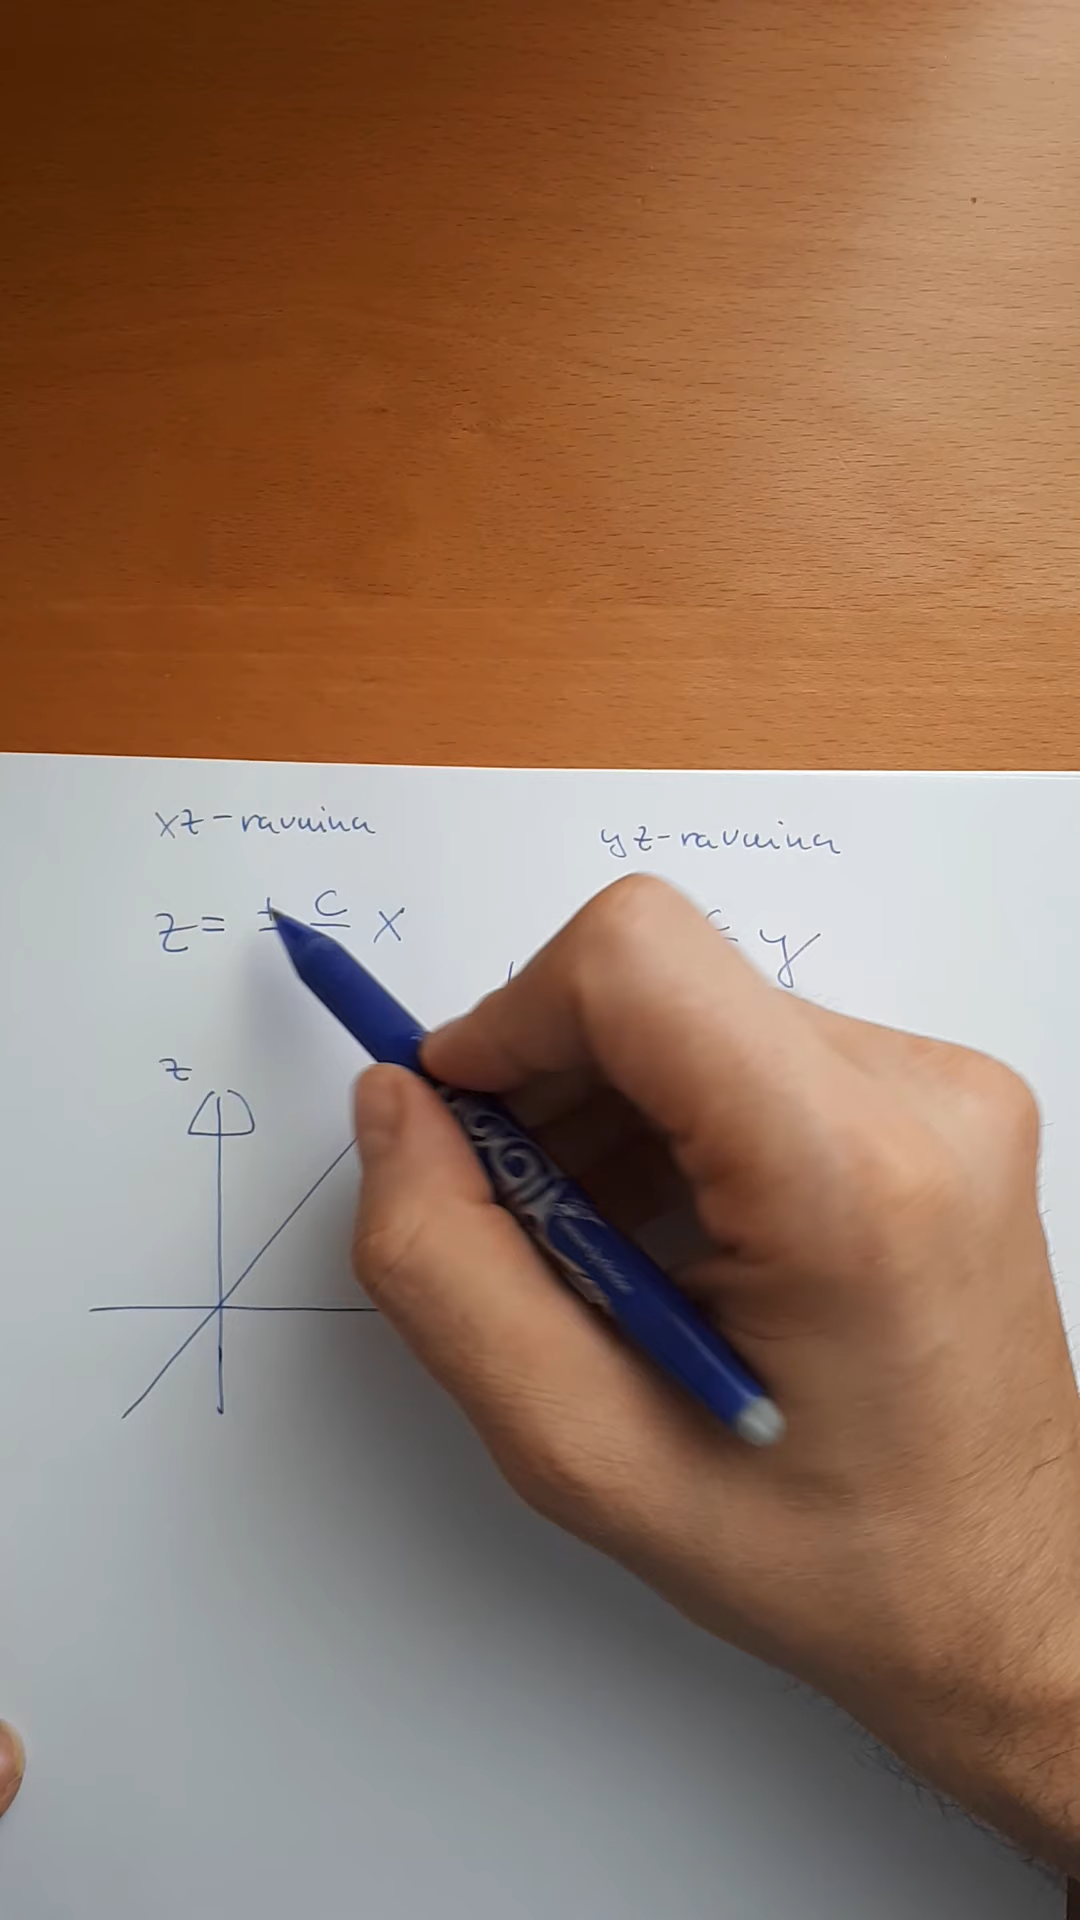 xz-ravnina
yz-ravnina
z = ± c x
y
z